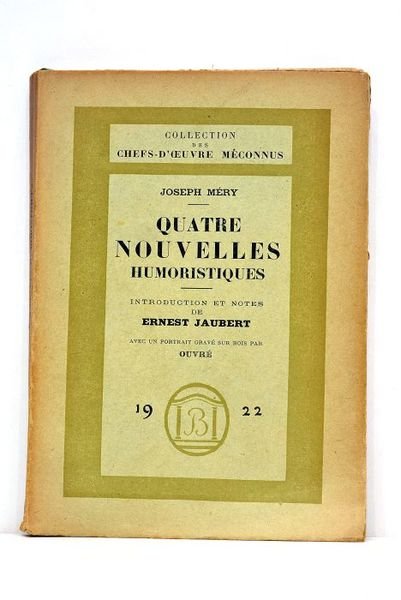 COLLECTION
DES
CHEFS-D'ŒUVRE MÉCONNUS
JOSEPH MÉRY
QUATRE
NOUVELLES
HUMORISTIQUES
INTRODUCTION ET NOTES
DE
ERNEST JAUBERT
AVEC UN PORTRAIT GRAVÉ SUR BOIS PAR
OUVRÉ
19 B 22